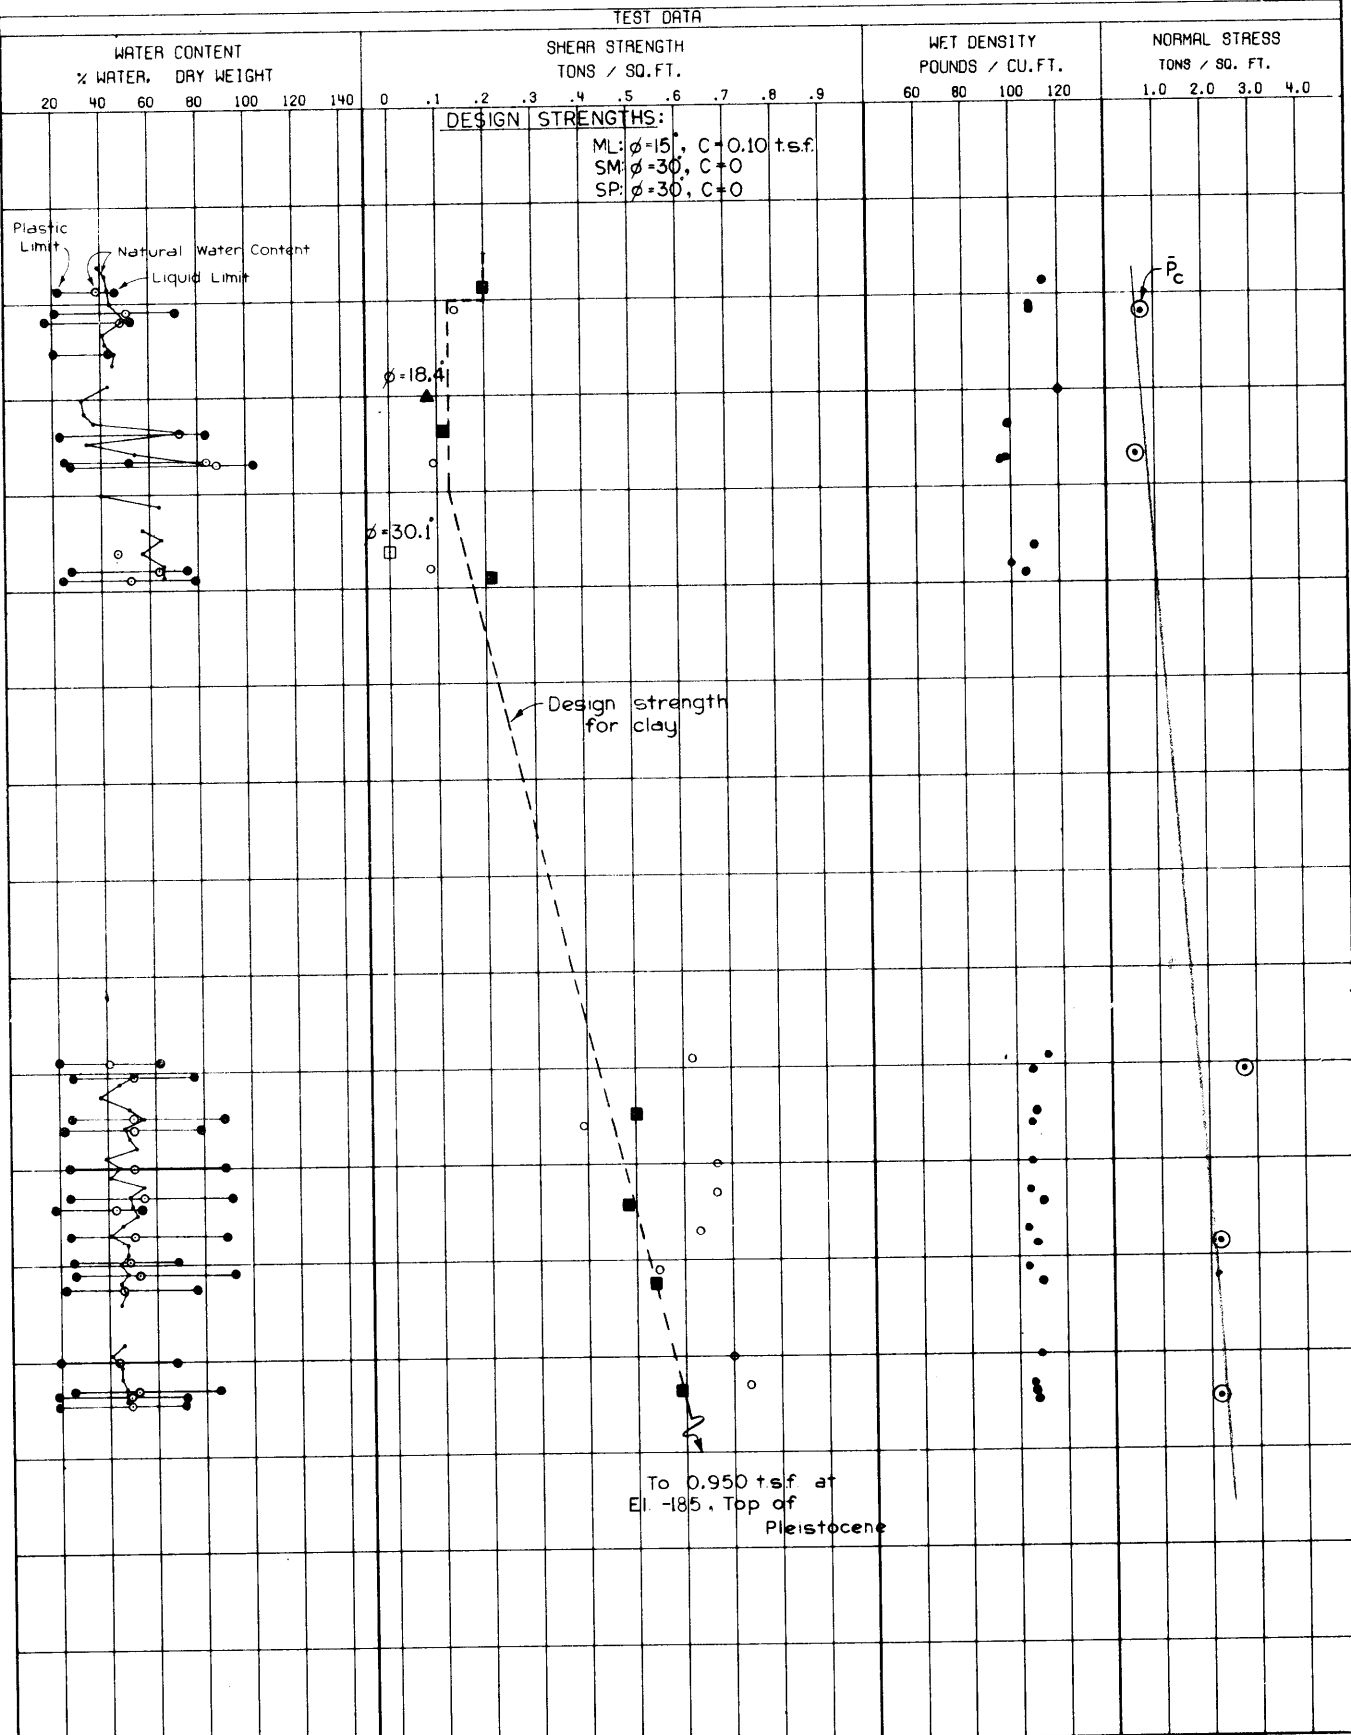 TEST DATA
WATER CONTENT
% WATER, DRY WEIGHT
20 40 60 80 100 120 140
SHEAR STRENGTH
TONS / SQ.FT.
0 .1 .2 .3 .4 .5 .6 .7 .8 .9
WET DENSITY
POUNDS / CU.FT.
60 80 100 120
NORMAL STRESS
TONS / SQ. FT.
1.0 2.0 3.0 4.0
DESIGN STRENGTHS:
ML: ø=15°, C=0.10 t.s.f.
SM: ø=30°, C=0
SP: ø=30°, C=0
Plastic
Limit
Natural Water Content
Liquid Limit
P̄c
ø=18.4°
ø=30.1°
Design strength
for clay
To 0.950 t.s.f. at
El. -185, Top of
Pleistocene